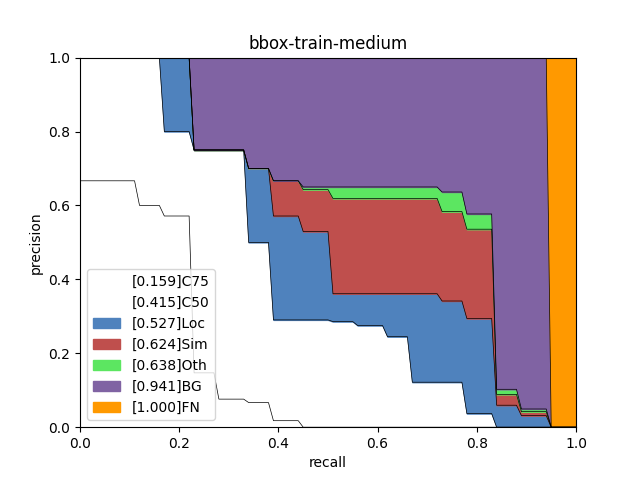 bbox-train-medium
1.0
0.8
0.6
0.4
0.2
0.0
precision
[0.159]C75
[0.415]C50
[0.527]Loc
[0.624]Sim
[0.638]Oth
[0.941]BG
[1.000]FN
0.0 0.2 0.4 0.6 0.8 1.0
recall